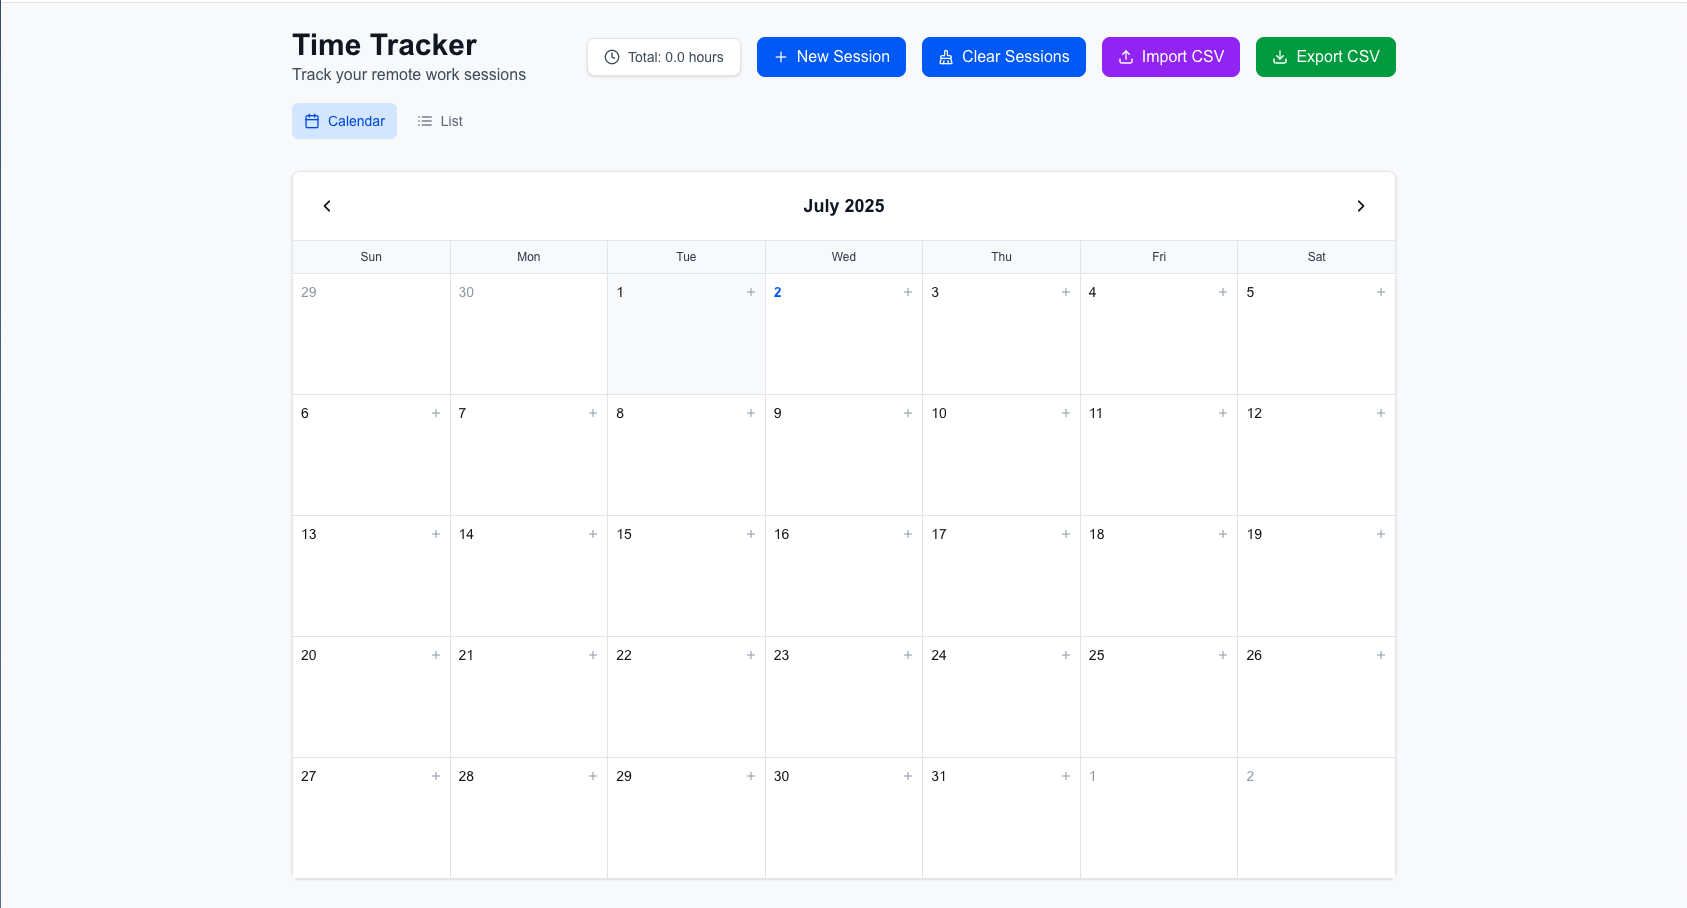 Time Tracker
Track your remote work sessions
Total: 0.0 hours
New Session
Clear Sessions
Import CSV
Export CSV
Calendar
List
July 2025
Sun Mon Tue Wed Thu Fri Sat
29 30 1 2 3 4 5
6 7 8 9 10 11 12
13 14 15 16 17 18 19
20 21 22 23 24 25 26
27 28 29 30 31 1 2